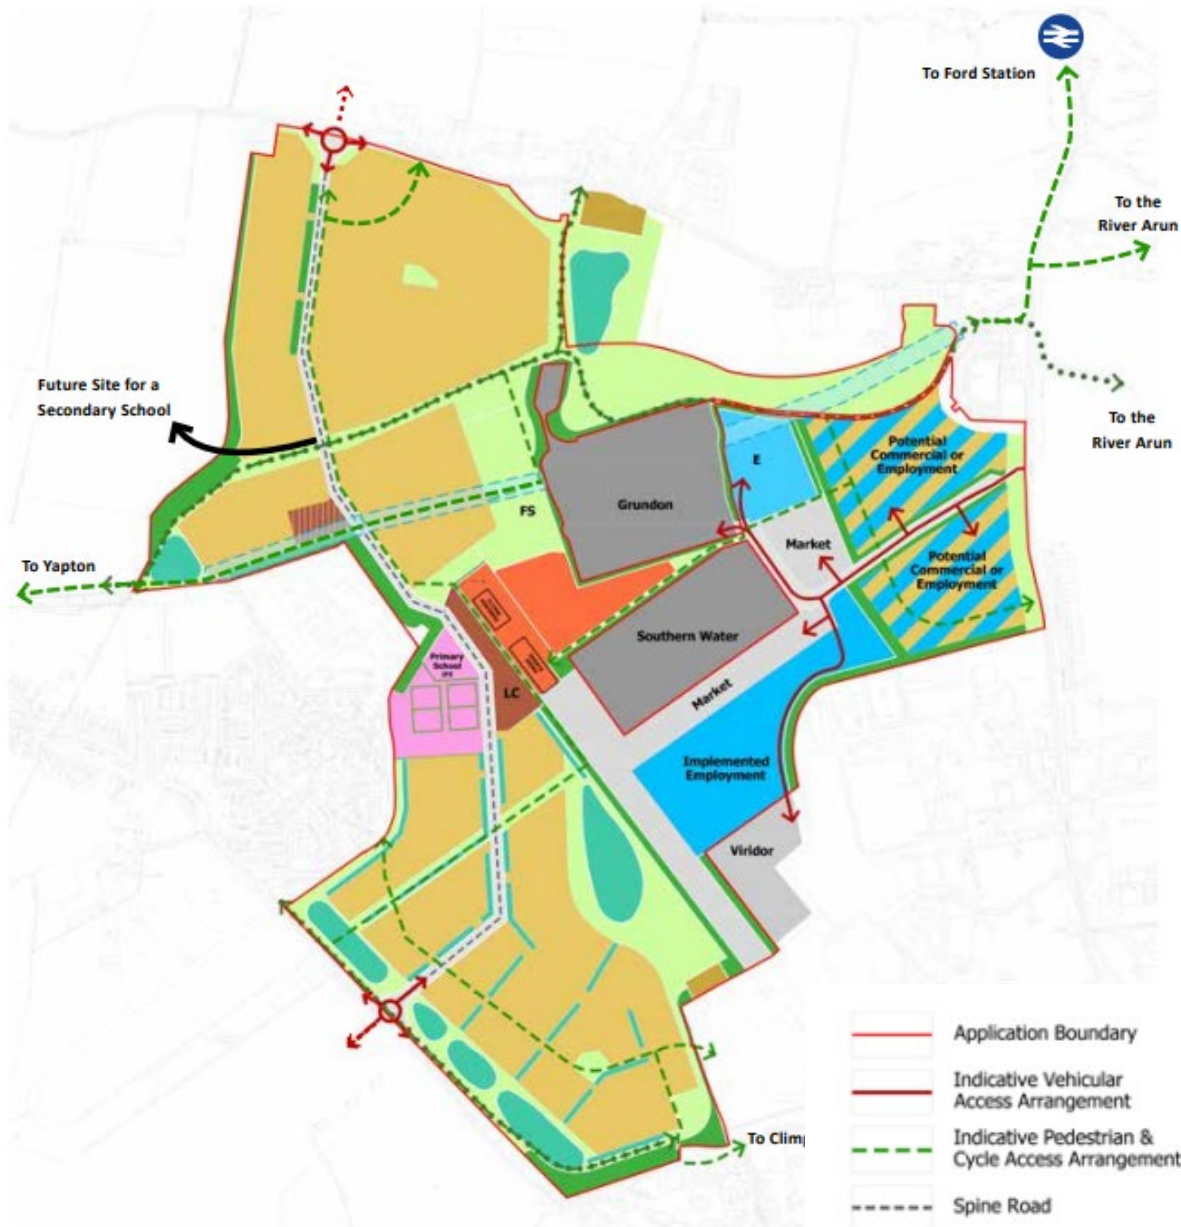 To Ford Station
To the
River Arun
Future Site for a
Secondary School
To the
River Arun
Potential
Commercial or
Employment
E
Grundon
FS
Market
To Yapton
Potential
Commercial or
Employment
Southern Water
Primary
School
LC
Market
Implemented
Employment
Viridor
Application Boundary
Indicative Vehicular
Access Arrangement
To Climp
Indicative Pedestrian &
Cycle Access Arrangement
Spine Road